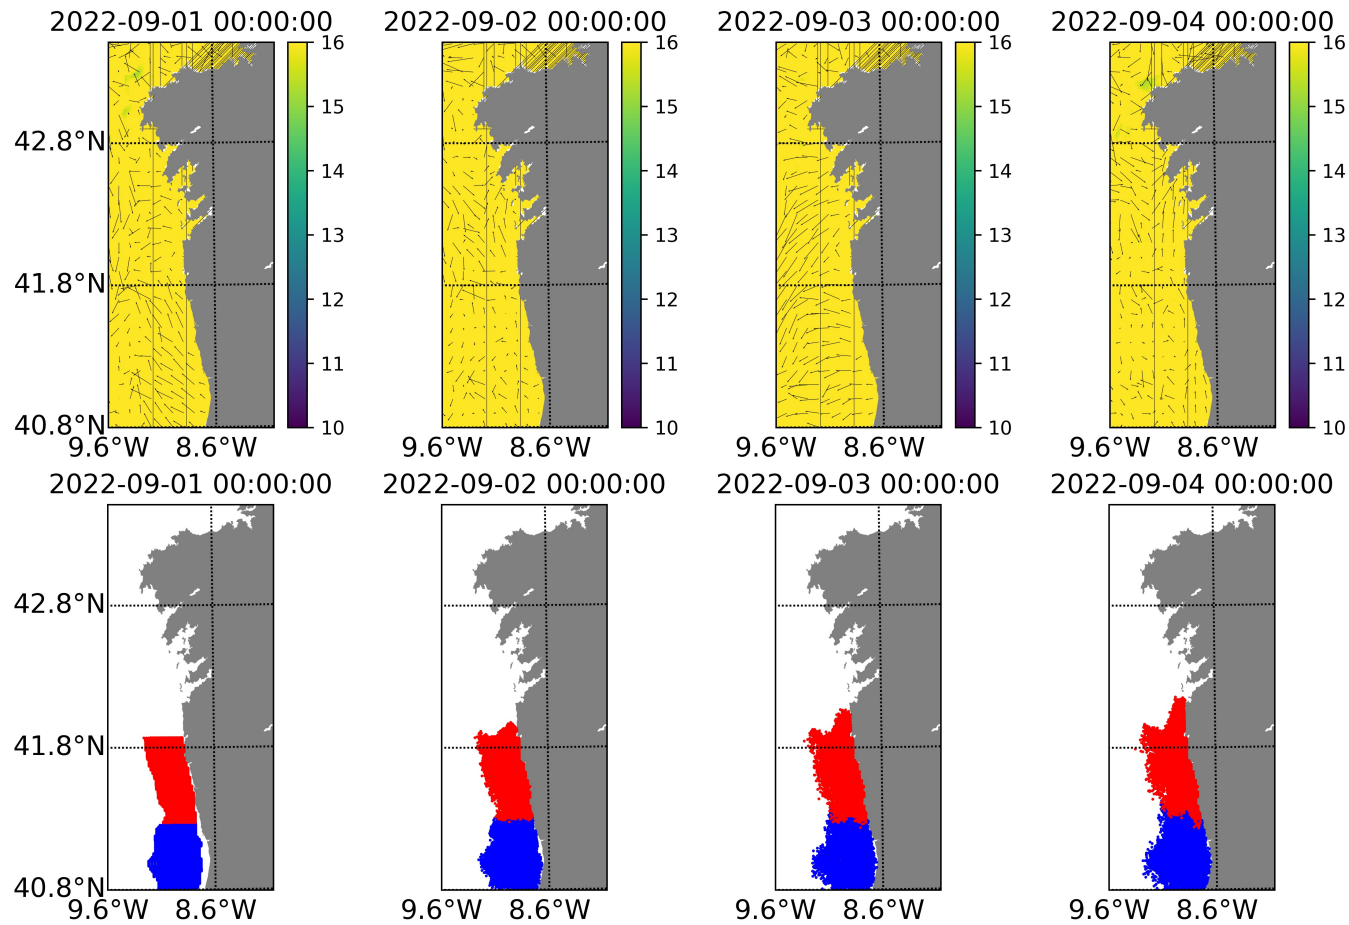 2022-09-01 00:00:00 2022-09-02 00:00:00 2022-09-03 00:00:00 2022-09-04 00:00:00
16 16 16 16
15 15 15 15
42.8°N
14 14 14 14
13 13 13 13
41.8°N
12 12 12 12
11 11 11 11
40.8°N 10 10 10 10
9.6°W 8.6°W 9.6°W 8.6°W 9.6°W 8.6°W 9.6°W 8.6°W
2022-09-01 00:00:00 2022-09-02 00:00:00 2022-09-03 00:00:00 2022-09-04 00:00:00
42.8°N
41.8°N
40.8°N
9.6°W 8.6°W 9.6°W 8.6°W 9.6°W 8.6°W 9.6°W 8.6°W